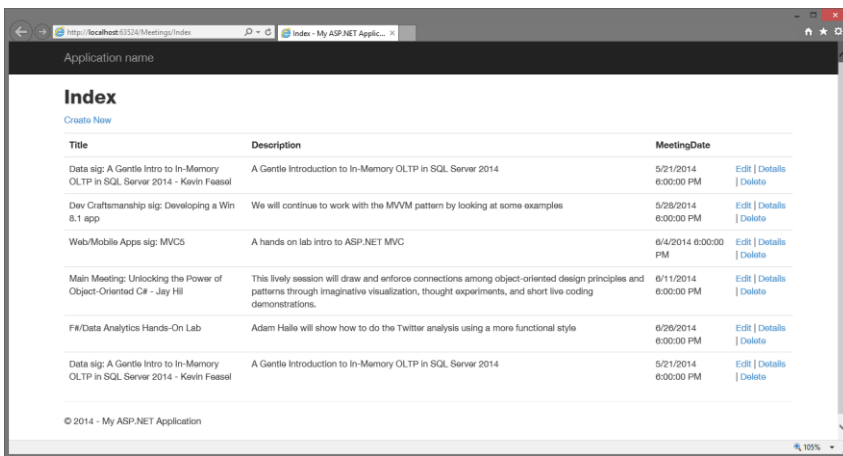 http://localhost:63524/Meetings/Index
Index - My ASP.NET Applic...
Application name
Index
Create New
Title Description MeetingDate
Data sig: A Gentle Intro to In-Memory A Gentle Introduction to In-Memory OLTP in SQL Server 2014 5/21/2014 Edit | Details
OLTP in SQL Server 2014 - Kevin Feasel 6:00:00 PM | Delete
Dev Craftsmanship sig: Developing a Win We will continue to work with the MVVM pattern by looking at some examples 5/28/2014 Edit | Details
8.1 app 6:00:00 PM | Delete
Web/Mobile Apps sig: MVC5 A hands on lab intro to ASP.NET MVC 6/4/2014 6:00:00 Edit | Details
PM | Delete
Main Meeting: Unlocking the Power of This lively session will draw and enforce connections among object-oriented design principles and 6/11/2014 Edit | Details
Object-Oriented C# - Jay Hil patterns through imaginative visualization, thought experiments, and short live coding 6:00:00 PM | Delete
demonstrations.
F#/Data Analytics Hands-On Lab Adam Haile will show how to do the Twitter analysis using a more functional style 6/26/2014 Edit | Details
6:00:00 PM | Delete
Data sig: A Gentle Intro to In-Memory A Gentle Introduction to In-Memory OLTP in SQL Server 2014 5/21/2014 Edit | Details
OLTP in SQL Server 2014 - Kevin Feasel 6:00:00 PM | Delete
© 2014 - My ASP.NET Application
105%